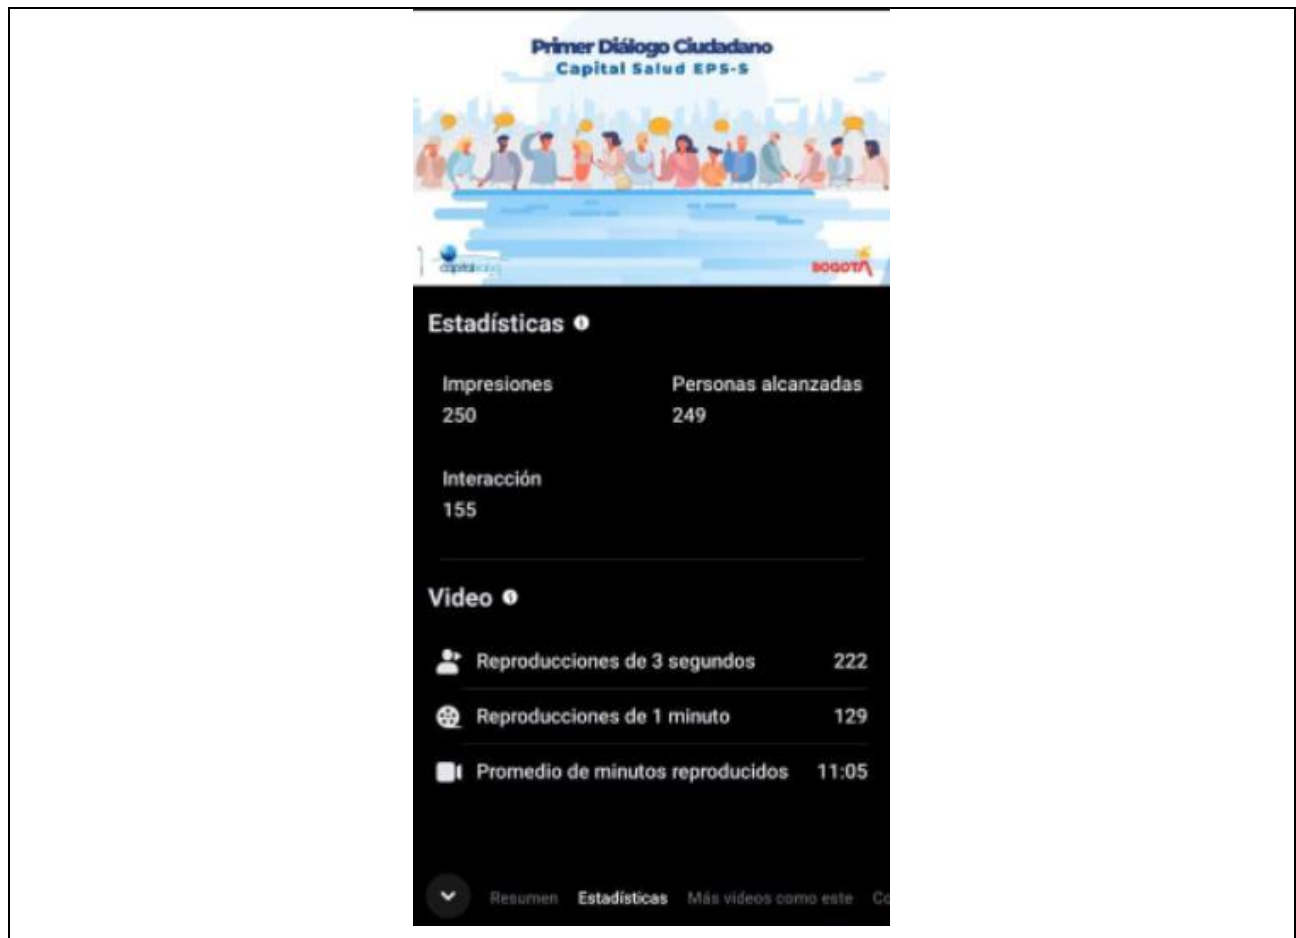 Primer Diálogo Ciudadano
Capital Salud EPS-S
capitalsalud
BOGOTÁ
Estadísticas
Impresiones Personas alcanzadas
250 249
Interacción
155
Video
Reproducciones de 3 segundos 222
Reproducciones de 1 minuto 129
Promedio de minutos reproducidos 11:05
Resumen Estadísticas Más videos como este Co